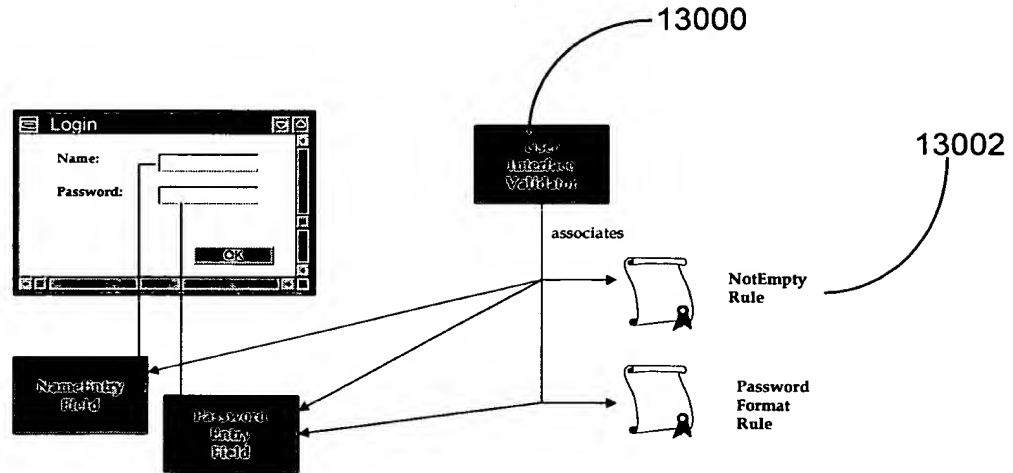 13000
Login
Name:
Password:
OK
User
Interface
Validator
13002
associates
NotEmpty
Rule
NameEntry
Field
Password
Entry
Field
Password
Format
Rule